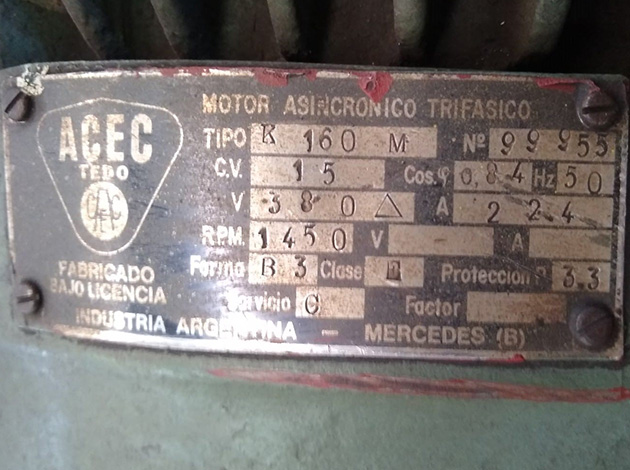 MOTOR ASINCRONICO TRIFASICO
ACEC
TEDO
TIPO K 160 M Nº 99955
C.V. 15 Cos.φ 0,84 Hz 50
V 380 △ A 22.4
R.P.M. 1450 V A
Forma B3 Clase Proteccion P 33
Servicio C Factor
FABRICADO
BAJO LICENCIA
INDUSTRIA ARGENTINA - MERCEDES (B)